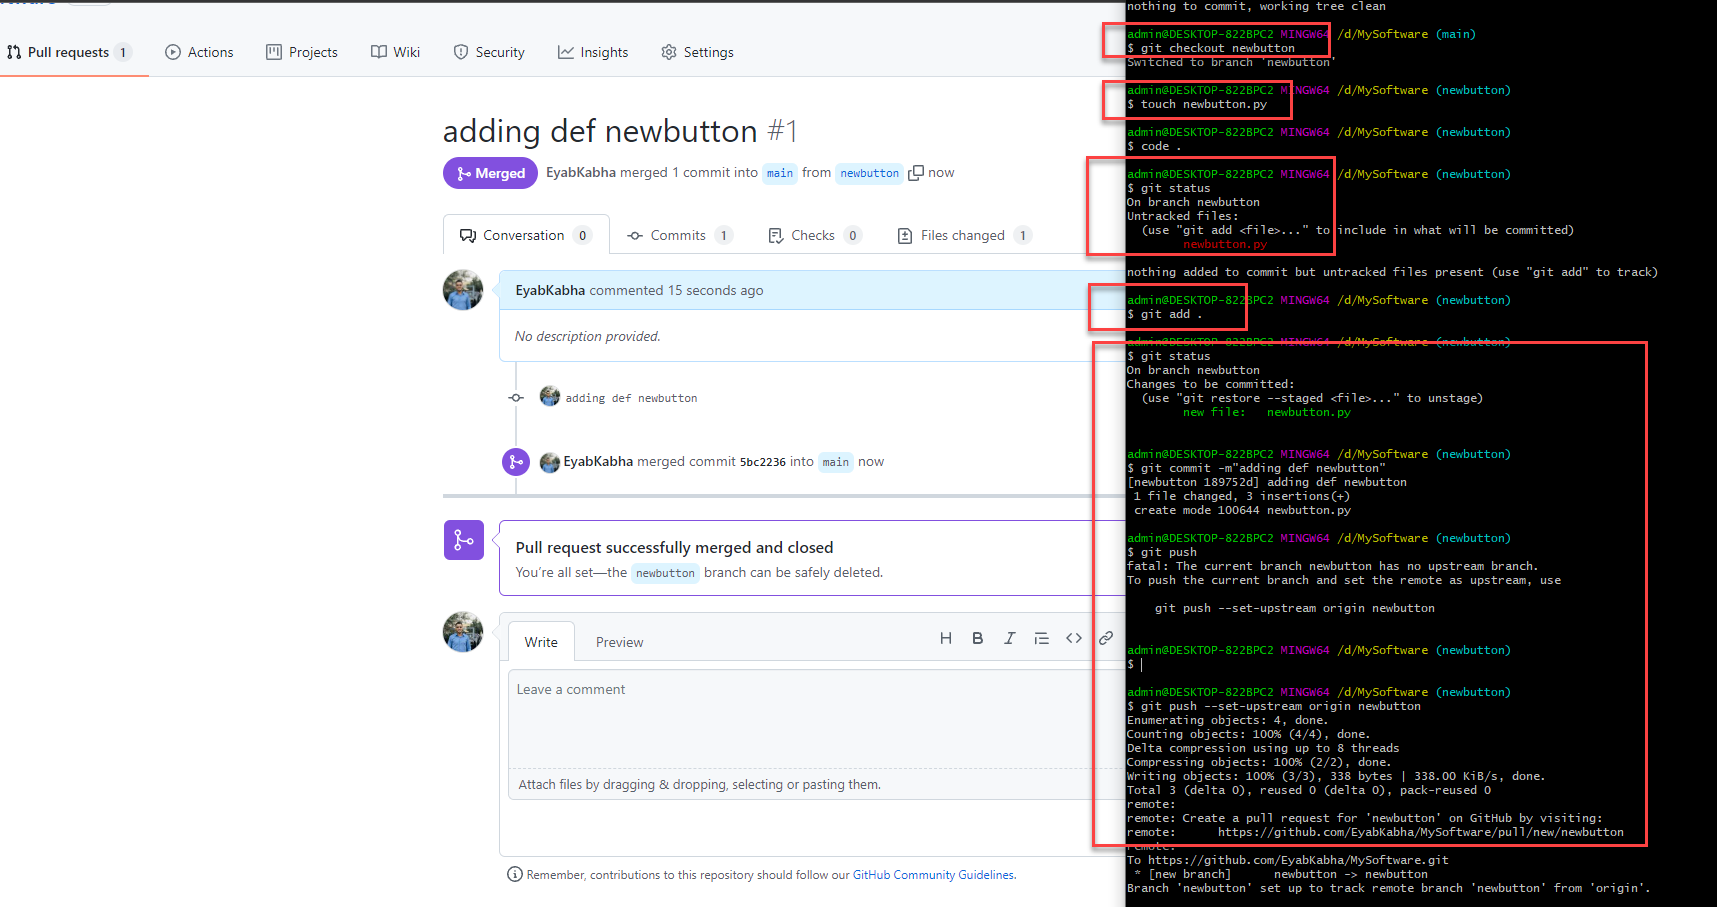 Pull requests 1
Actions
Projects
Wiki
Security
Insights
Settings
adding def newbutton #1
Merged
EyabKabha merged 1 commit into main from newbutton now
Conversation 0
Commits 1
Checks 0
Files changed 1
EyabKabha commented 15 seconds ago
No description provided.
adding def newbutton
EyabKabha merged commit 5bc2236 into main now
Pull request successfully merged and closed
You're all set—the newbutton branch can be safely deleted.
Write
Preview
H B I <>
Leave a comment
Attach files by dragging & dropping, selecting or pasting them.
Remember, contributions to this repository should follow our GitHub Community Guidelines.
nothing to commit, working tree clean
admin@DESKTOP-822BPC2 MINGW64 /d/MySoftware (main)
$ git checkout newbutton
Switched to branch 'newbutton'
admin@DESKTOP-822BPC2 MINGW64 /d/MySoftware (newbutton)
$ touch newbutton.py
admin@DESKTOP-822BPC2 MINGW64 /d/MySoftware (newbutton)
$ code .
admin@DESKTOP-822BPC2 MINGW64 /d/MySoftware (newbutton)
$ git status
On branch newbutton
Untracked files:
(use "git add <file>..." to include in what will be committed)
newbutton.py
nothing added to commit but untracked files present (use "git add" to track)
admin@DESKTOP-822BPC2 MINGW64 /d/MySoftware (newbutton)
$ git add .
admin@DESKTOP-822BPC2 MINGW64 /d/MySoftware (newbutton)
$ git status
On branch newbutton
Changes to be committed:
(use "git restore --staged <file>..." to unstage)
new file:   newbutton.py
admin@DESKTOP-822BPC2 MINGW64 /d/MySoftware (newbutton)
$ git commit -m"adding def newbutton"
[newbutton 189752d] adding def newbutton
1 file changed, 3 insertions(+)
create mode 100644 newbutton.py
admin@DESKTOP-822BPC2 MINGW64 /d/MySoftware (newbutton)
$ git push
fatal: The current branch newbutton has no upstream branch.
To push the current branch and set the remote as upstream, use
git push --set-upstream origin newbutton
admin@DESKTOP-822BPC2 MINGW64 /d/MySoftware (newbutton)
$
admin@DESKTOP-822BPC2 MINGW64 /d/MySoftware (newbutton)
$ git push --set-upstream origin newbutton
Enumerating objects: 4, done.
Counting objects: 100% (4/4), done.
Delta compression using up to 8 threads
Compressing objects: 100% (2/2), done.
Writing objects: 100% (3/3), 338 bytes | 338.00 KiB/s, done.
Total 3 (delta 0), reused 0 (delta 0), pack-reused 0
remote:
remote: Create a pull request for 'newbutton' on GitHub by visiting:
remote:      https://github.com/EyabKabha/MySoftware/pull/new/newbutton
remote:
To https://github.com/EyabKabha/MySoftware.git
* [new branch]      newbutton -> newbutton
Branch 'newbutton' set up to track remote branch 'newbutton' from 'origin'.